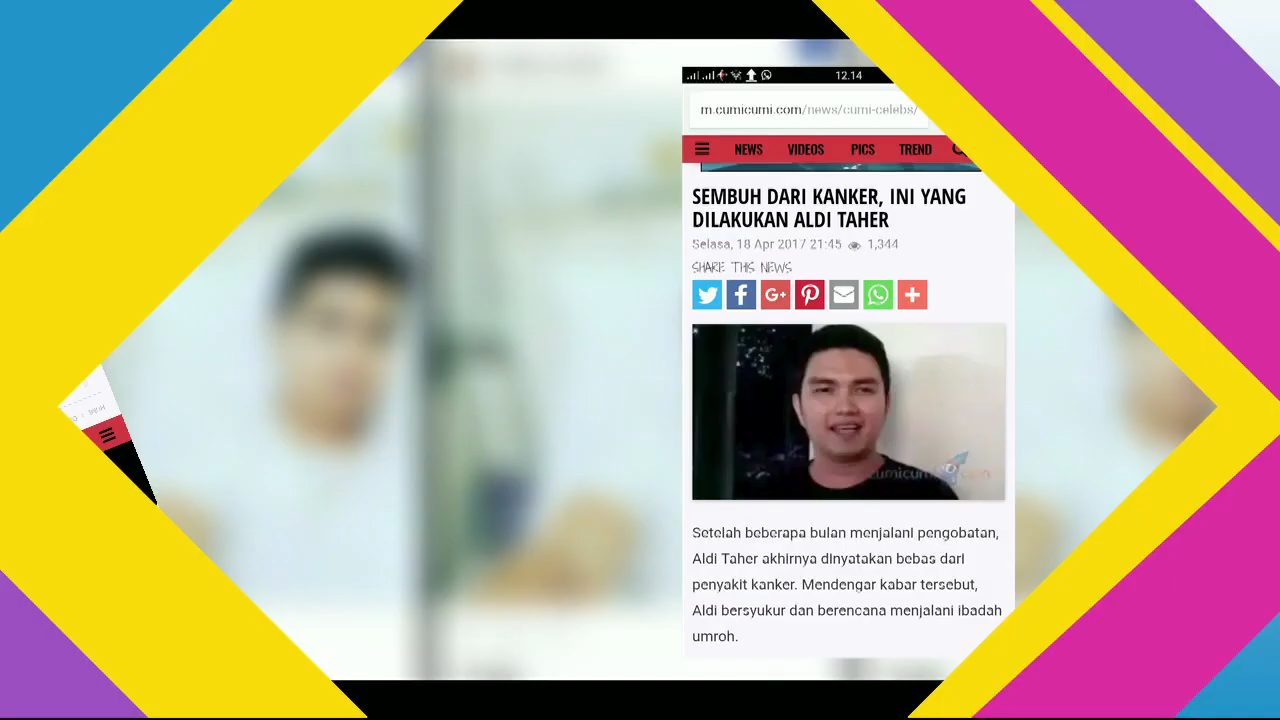 12.14
m.cumicumi.com/news/cumi-celebs/
NEWS VIDEOS PICS TREND
SEMBUH DARI KANKER, INI YANG
DILAKUKAN ALDI TAHER
Selasa, 18 Apr 2017 21:45 1,344
SHARE THIS NEWS
Setelah beberapa bulan menjalani pengobatan,
Aldi Taher akhirnya dinyatakan bebas dari
penyakit kanker. Mendengar kabar tersebut,
Aldi bersyukur dan berencana menjalani ibadah
umroh.